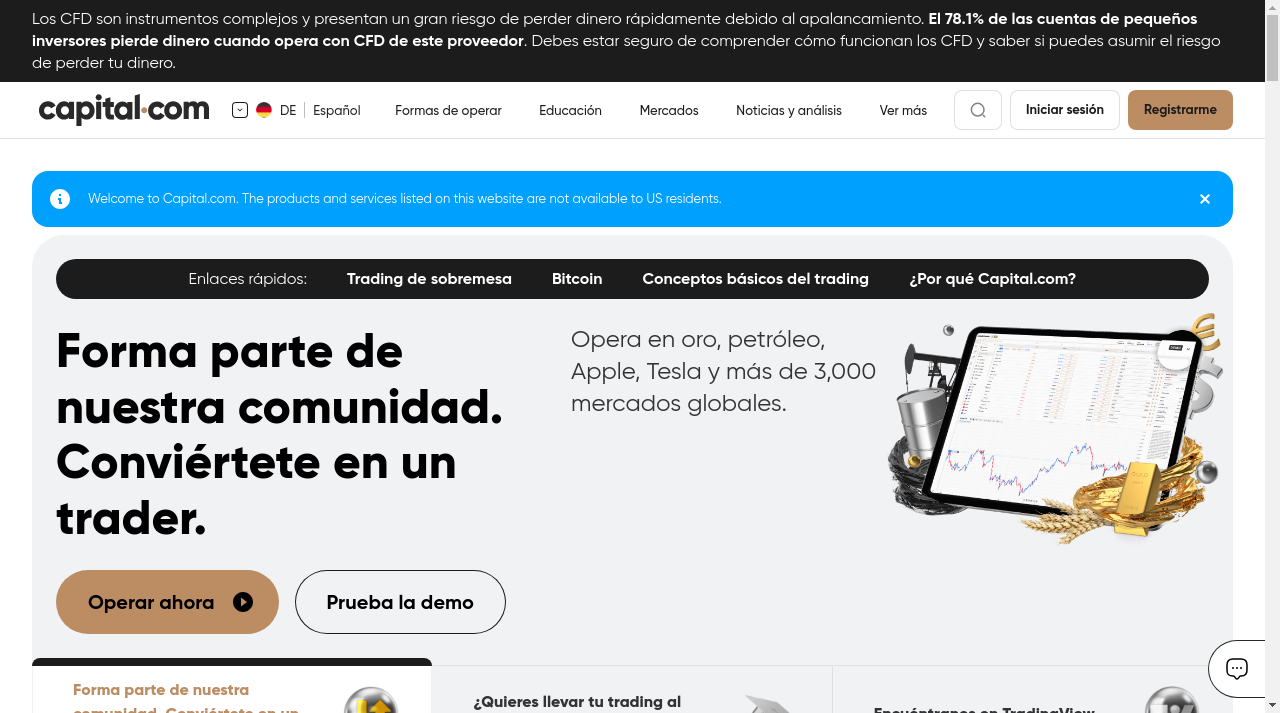 Los CFD son instrumentos complejos y presentan un gran riesgo de perder dinero rápidamente debido al apalancamiento. El 78.1% de las cuentas de pequeños
inversores pierde dinero cuando opera con CFD de este proveedor. Debes estar seguro de comprender cómo funcionan los CFD y saber si puedes asumir el riesgo
de perder tu dinero.
capital.com DE Español Formas de operar Educación Mercados Noticias y análisis Ver más Iniciar sesión Registrarme
Welcome to Capital.com. The products and services listed on this website are not available to US residents.
Enlaces rápidos: Trading de sobremesa Bitcoin Conceptos básicos del trading ¿Por qué Capital.com?
Forma parte de
nuestra comunidad.
Conviértete en un
trader.
Opera en oro, petróleo,
Apple, Tesla y más de 3,000
mercados globales.
Operar ahora Prueba la demo
Forma parte de nuestra
comunidad. Conviértete en un
¿Quieres llevar tu trading al
Encuéntranos en TradingView